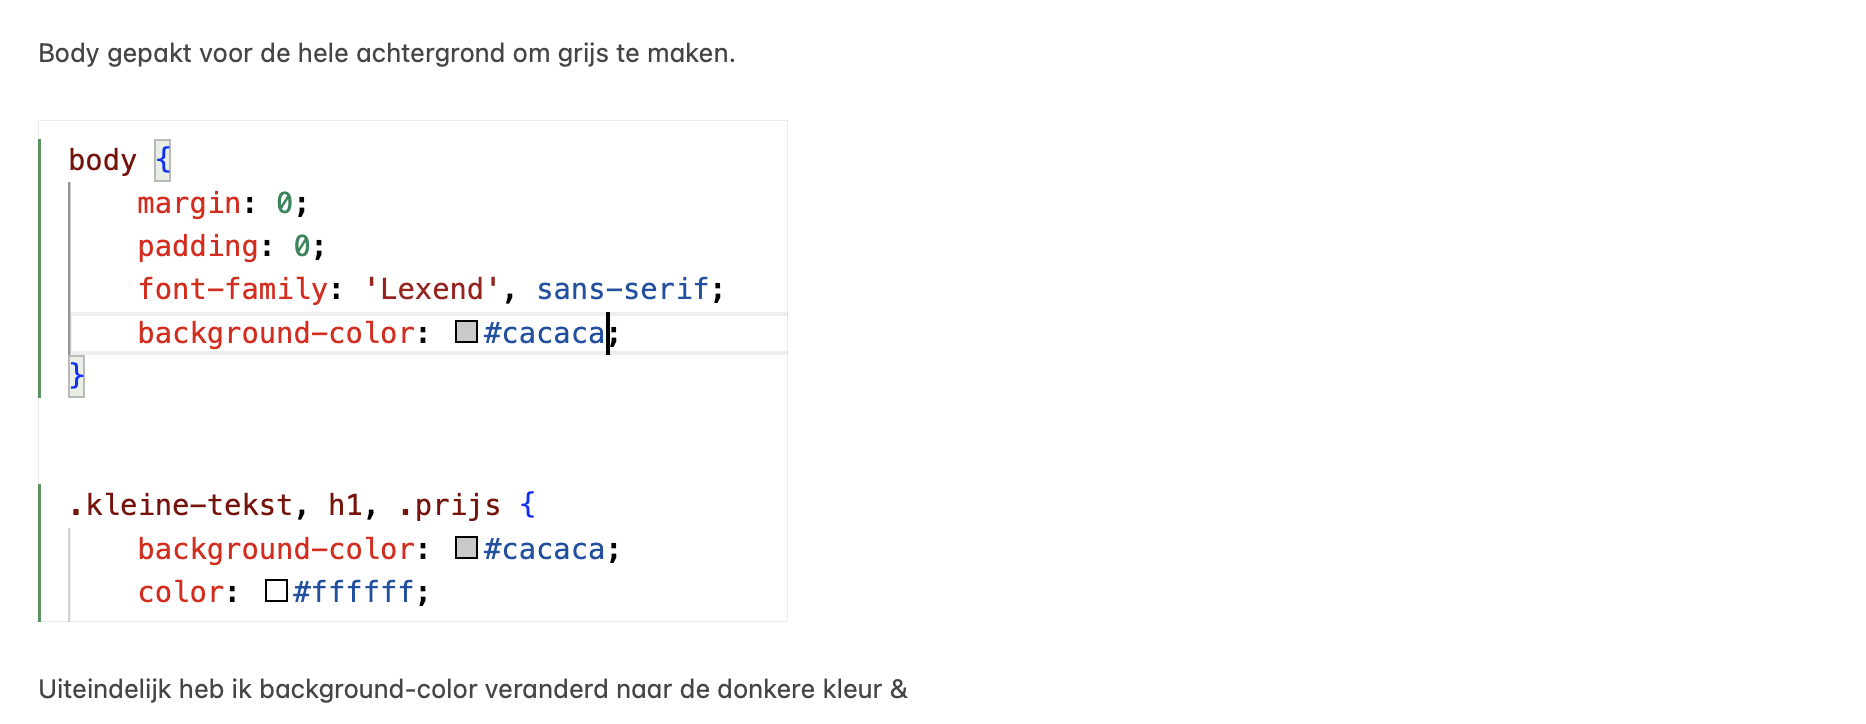 Body gepakt voor de hele achtergrond om grijs te maken.
body {
    margin: 0;
    padding: 0;
    font-family: 'Lexend', sans-serif;
    background-color: #cacaca;
}
.kleine-tekst, h1, .prijs {
    background-color: #cacaca;
    color: #ffffff;
Uiteindelijk heb ik background-color veranderd naar de donkere kleur &